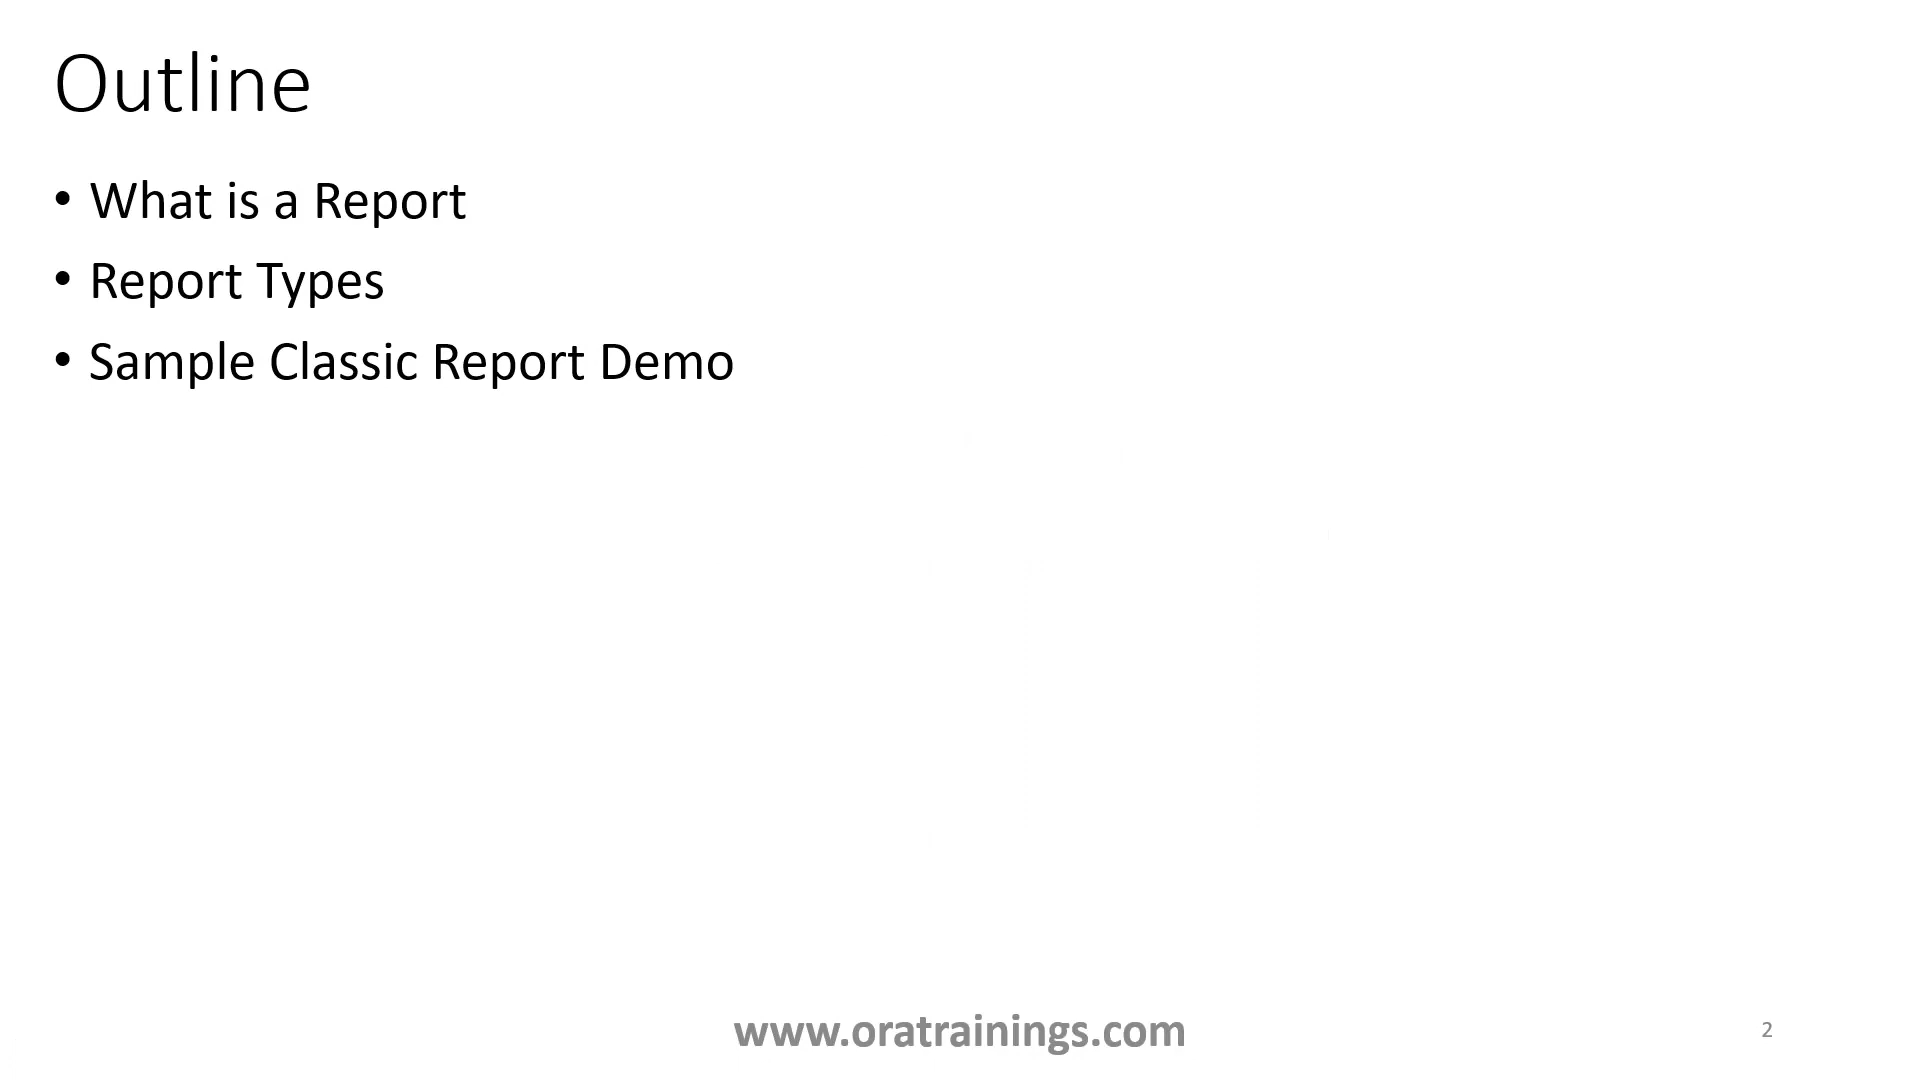 Outline
• What is a Report
• Report Types
• Sample Classic Report Demo
www.oratrainings.com
2